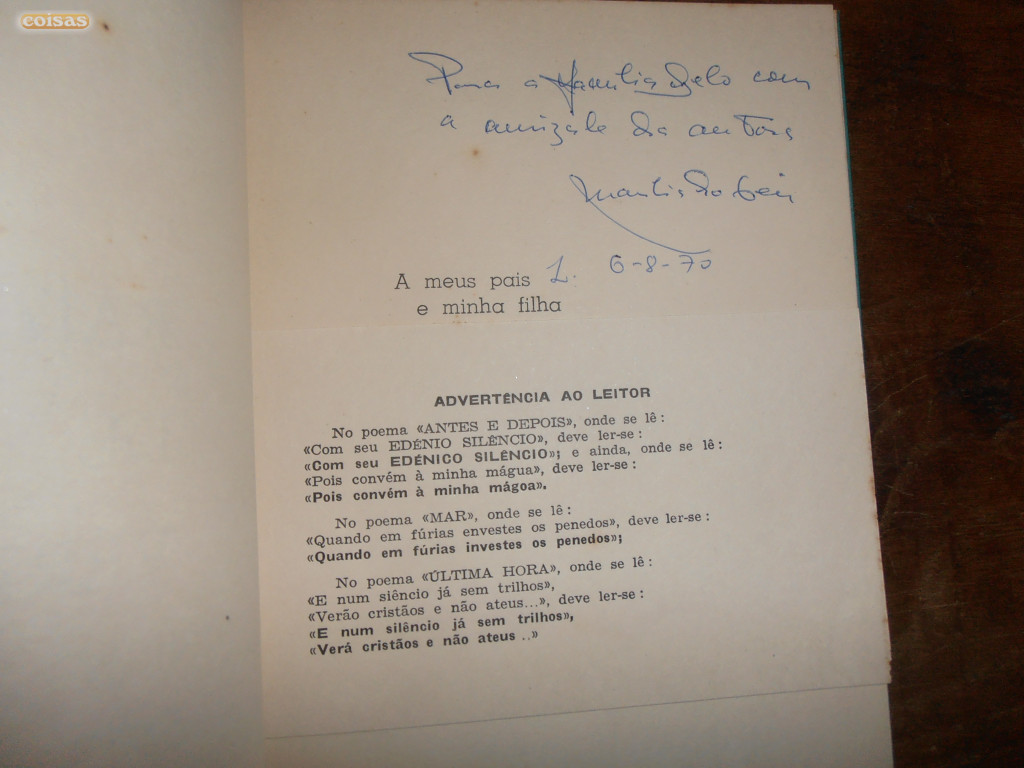 coisas
Para a família com
a amizade da autora
L. 6-8-70
A meus pais
e minha filha
ADVERTÊNCIA AO LEITOR
No poema «ANTES E DEPOIS», onde se lê:
«Com seu EDÉNIO SILÊNCIO», deve ler-se:
«Com seu EDÉNICO SILÊNCIO»; e ainda, onde se lê:
«Pois convém à minha mágua», deve ler-se:
«Pois convém à minha mágoa».
No poema «MAR», onde se lê:
«Quando em fúrias envestes os penedos», deve ler-se:
«Quando em fúrias investes os penedos»;
No poema «ÚLTIMA HORA», onde se lê:
«E num siêncio já sem trilhos»,
«Verão cristãos e não ateus...», deve ler-se:
«E num silêncio já sem trilhos»,
«Verá cristãos e não ateus ..»